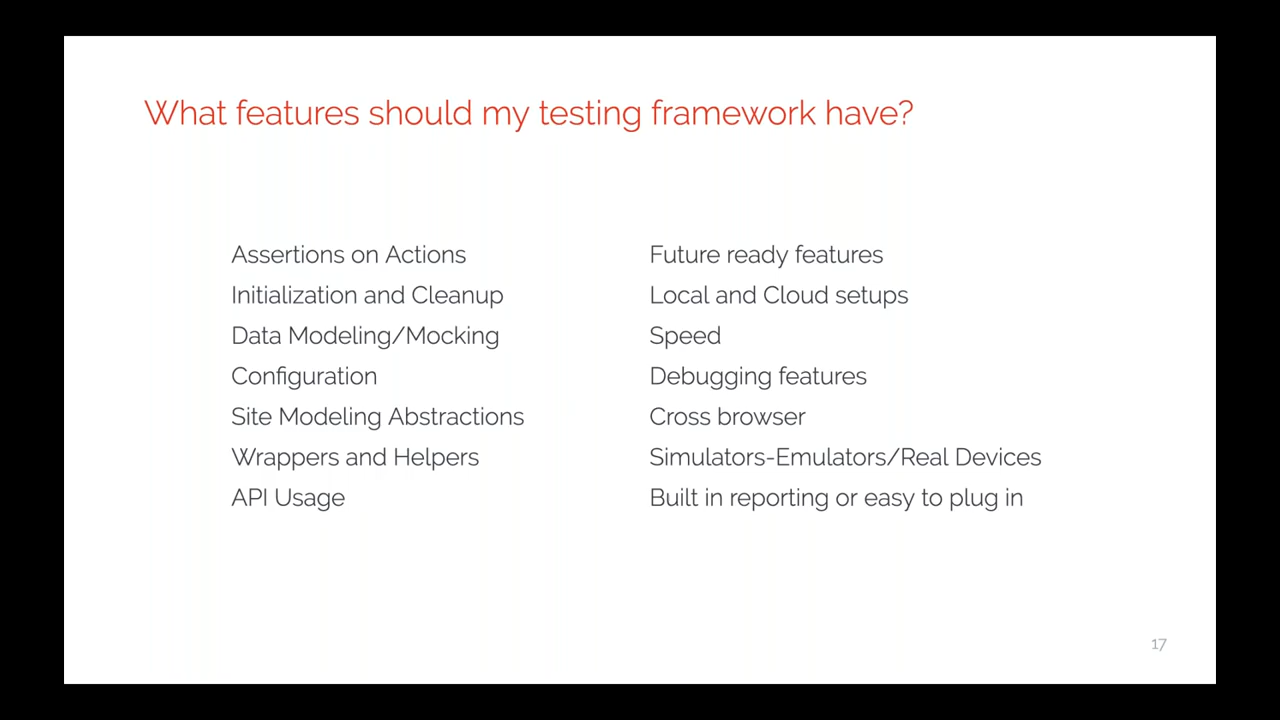 What features should my testing framework have?
Assertions on Actions
Initialization and Cleanup
Data Modeling/Mocking
Configuration
Site Modeling Abstractions
Wrappers and Helpers
API Usage
Future ready features
Local and Cloud setups
Speed
Debugging features
Cross browser
Simulators-Emulators/Real Devices
Built in reporting or easy to plug in
17